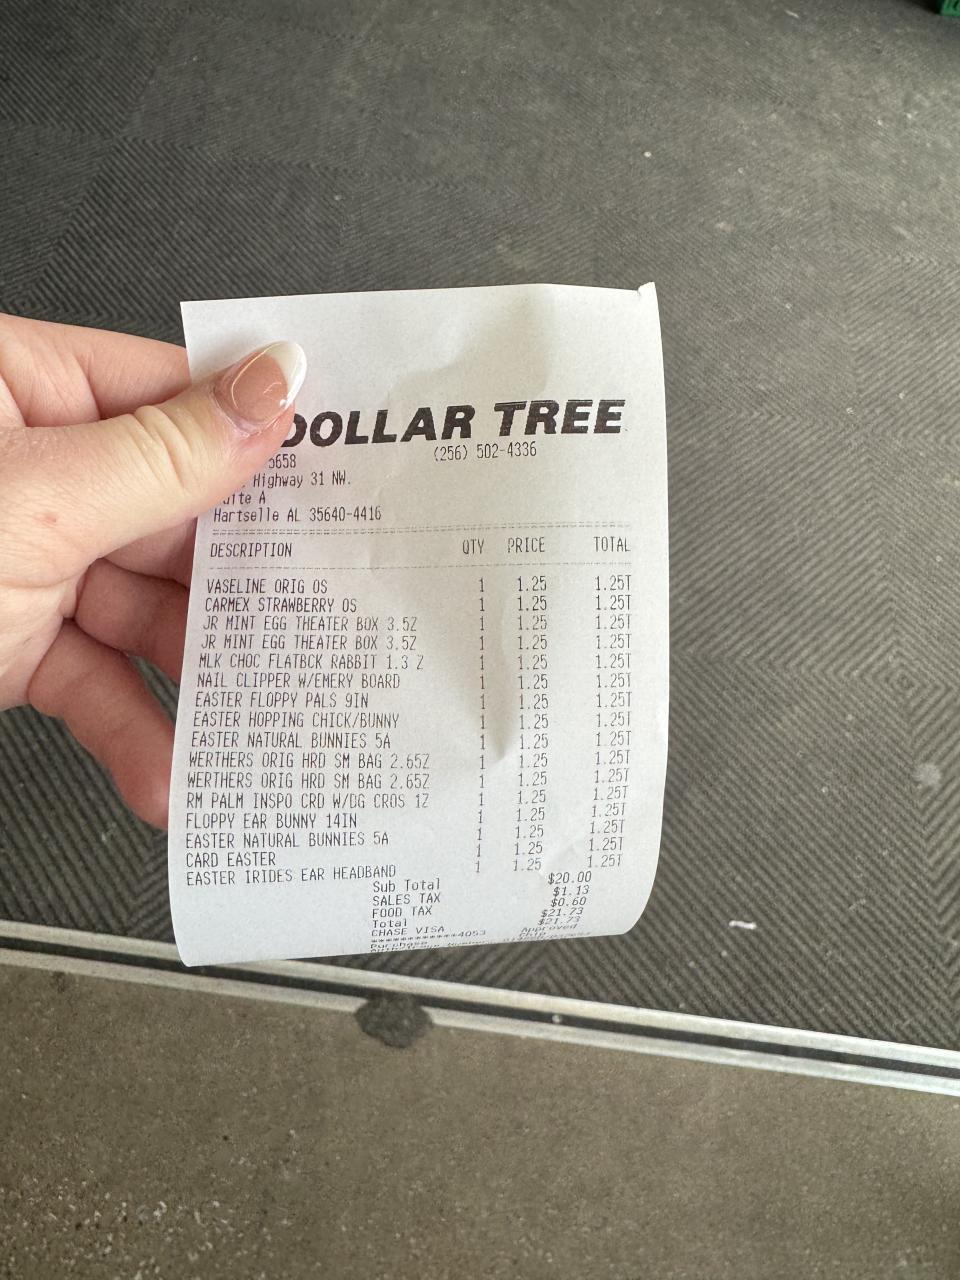 DOLLAR TREE
5658 (256) 502-4336
Highway 31 NW.
Suite A
Hartselle AL 35640-4416
DESCRIPTION QTY PRICE TOTAL
VASELINE ORIG OS 1 1.25 1.25T
CARMEX STRAWBERRY OS 1 1.25 1.25T
JR MINT EGG THEATER BOX 3.5Z 1 1.25 1.25T
JR MINT EGG THEATER BOX 3.5Z 1 1.25 1.25T
MLK CHOC FLATBCK RABBIT 1.3 Z 1 1.25 1.25T
NAIL CLIPPER W/EMERY BOARD 1 1.25 1.25T
EASTER FLOPPY PALS 9IN 1 1.25 1.25T
EASTER HOPPING CHICK/BUNNY 1 1.25 1.25T
EASTER NATURAL BUNNIES 5A 1 1.25 1.25T
WERTHERS ORIG HRD SM BAG 2.65Z 1 1.25 1.25T
WERTHERS ORIG HRD SM BAG 2.65Z 1 1.25 1.25T
RM PALM INSPO CRD W/DG CROS 1Z 1 1.25 1.25T
FLOPPY EAR BUNNY 14IN 1 1.25 1.25T
EASTER NATURAL BUNNIES 5A 1 1.25 1.25T
CARD EASTER 1 1.25 1.25T
EASTER IRIDES EAR HEADBAND 1 1.25 1.25T
Sub Total $20.00
SALES TAX $1.13
FOOD TAX $0.60
Total $21.73
CHASE VISA $21.73
************4053 Approved
Purchase Chip